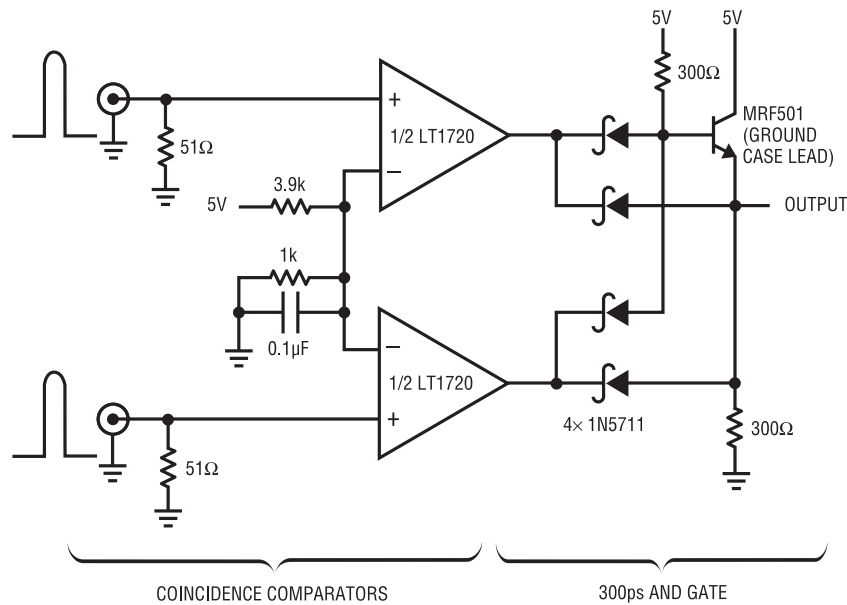 5V
5V
300Ω
MRF501
(GROUND
CASE LEAD)
+
1/2 LT1720
−
51Ω
3.9k
5V
OUTPUT
1k
0.1µF
−
1/2 LT1720
+
4× 1N5711
300Ω
51Ω
COINCIDENCE COMPARATORS
300ps AND GATE